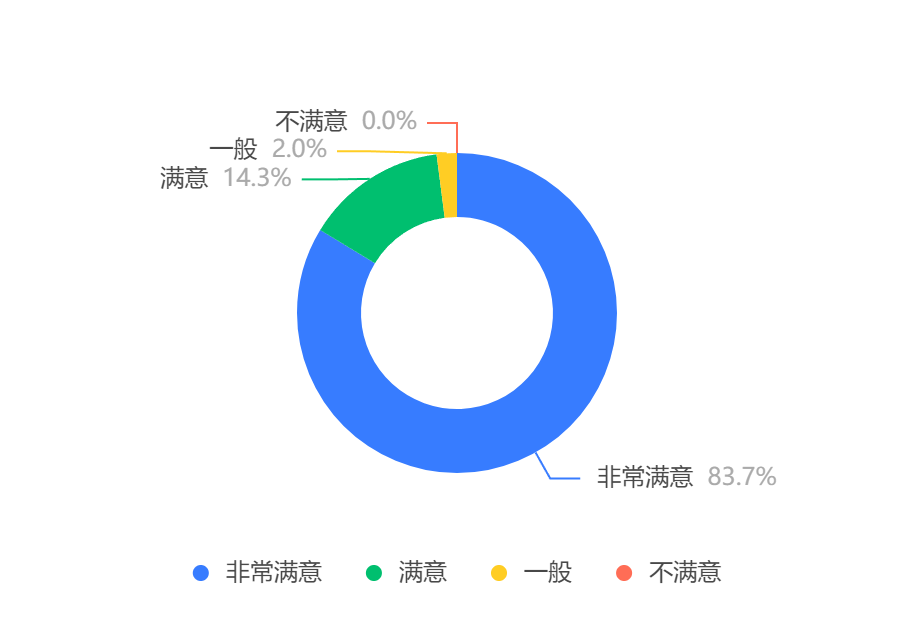 不满意 0.0%
一般 2.0%
满意 14.3%
非常满意 83.7%
非常满意 满意 一般 不满意